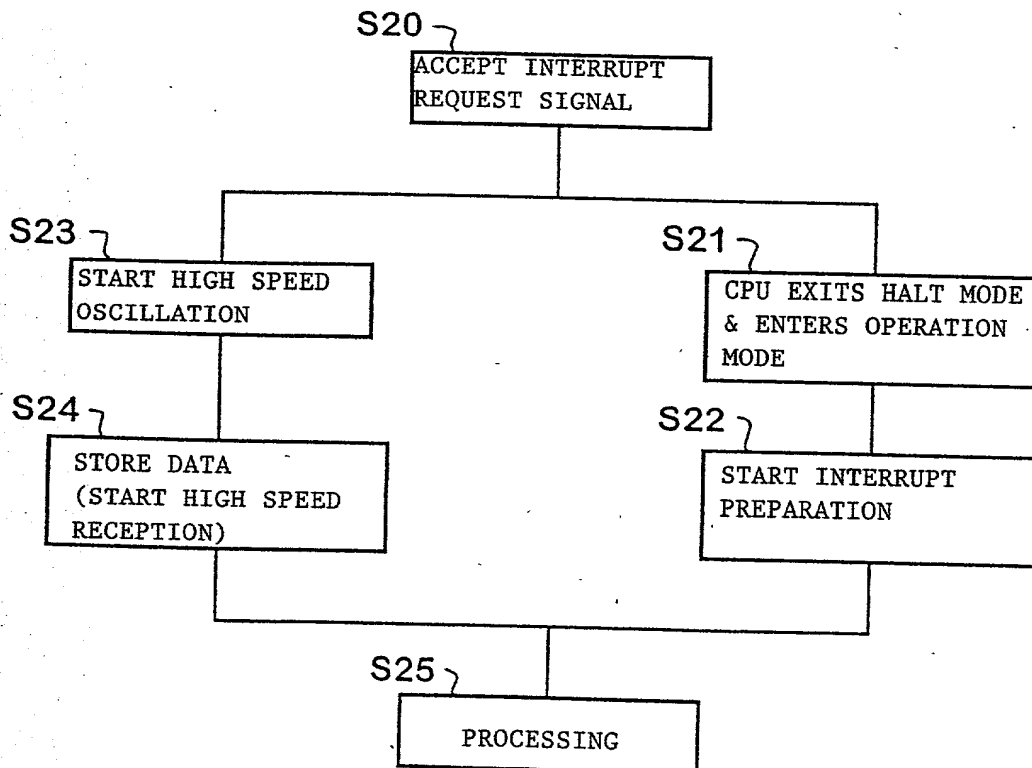 S20
ACCEPT INTERRUPT
REQUEST SIGNAL
S23
START HIGH SPEED
OSCILLATION
S21
CPU EXITS HALT MODE
& ENTERS OPERATION
MODE
S24
STORE DATA
(START HIGH SPEED
RECEPTION)
S22
START INTERRUPT
PREPARATION
S25
PROCESSING